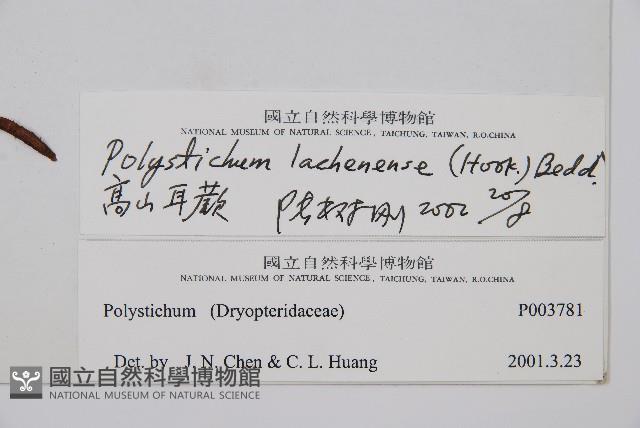 國立自然科學博物館
NATIONAL MUSEUM OF NATURAL SCIENCE, TAICHUNG, TAIWAN, R.O.CHINA
Polystichum lachenense (Hook.) Bedd.
高山耳蕨 2002 20/8
國立自然科學博物館
NATIONAL MUSEUM OF NATURAL SCIENCE, TAICHUNG, TAIWAN, R.O.CHINA
Polystichum (Dryopteridaceae) P003781
Det. by J. N. Chen & C. L. Huang 2001.3.23
國立自然科學博物館
NATIONAL MUSEUM OF NATURAL SCIENCE